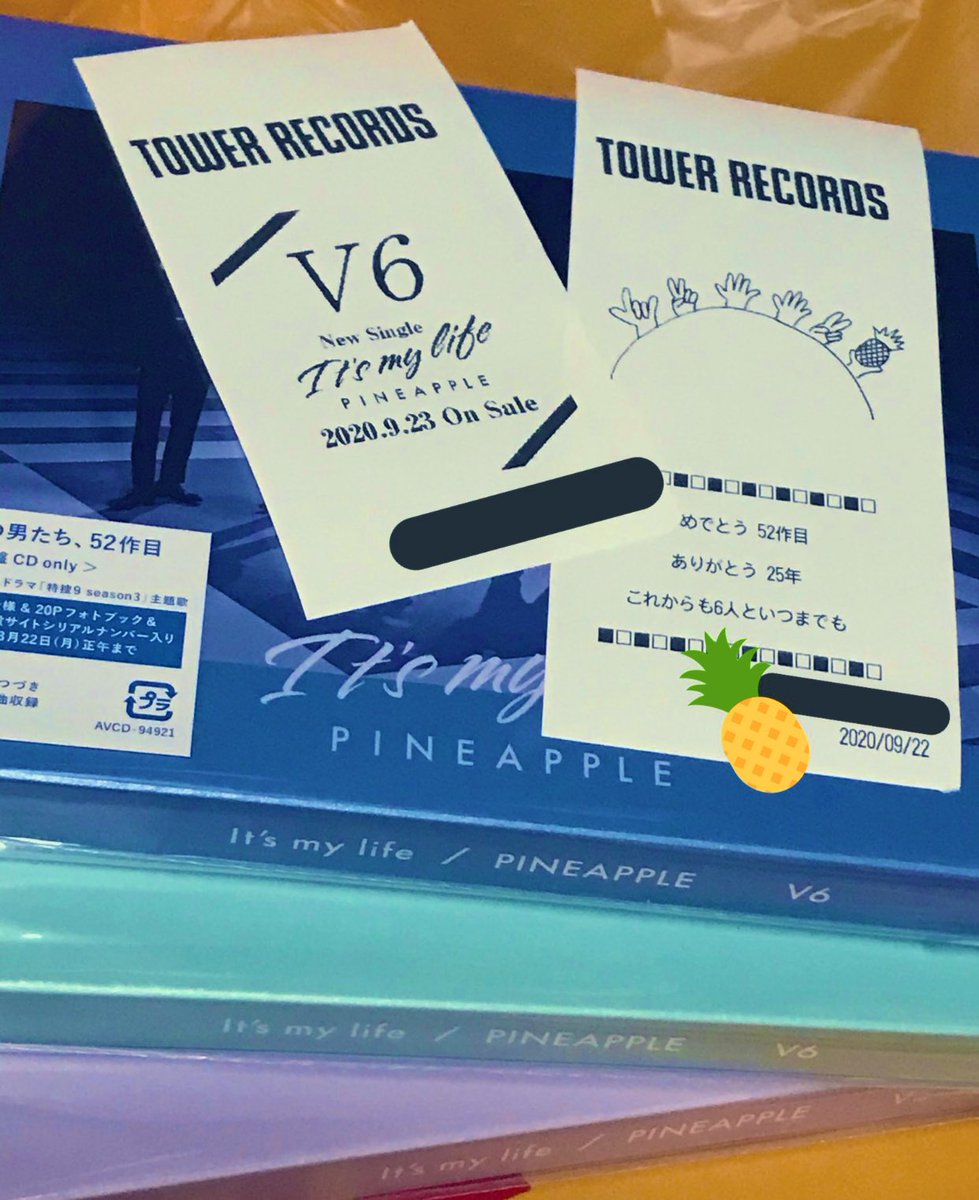 TOWER RECORDS
V6
New Single
It's my life
PINEAPPLE
2020.9.23 On Sale
TOWER RECORDS
めでとう 52作目
ありがとう 25年
これからも6人といつまでも
2020/09/22
男たち、52作目
CD only >
ドラマ「特捜9 season3」主題歌
様 & 20Pフォトブック &
サイトシリアルナンバー入り
月22日(月)正午まで
つづき
曲収録
プラ
AVCD-94921
It's my
PINEAPPLE
It's my life / PINEAPPLE V6
It's my life / PINEAPPLE V6
It's my life / PINEAPPLE V6